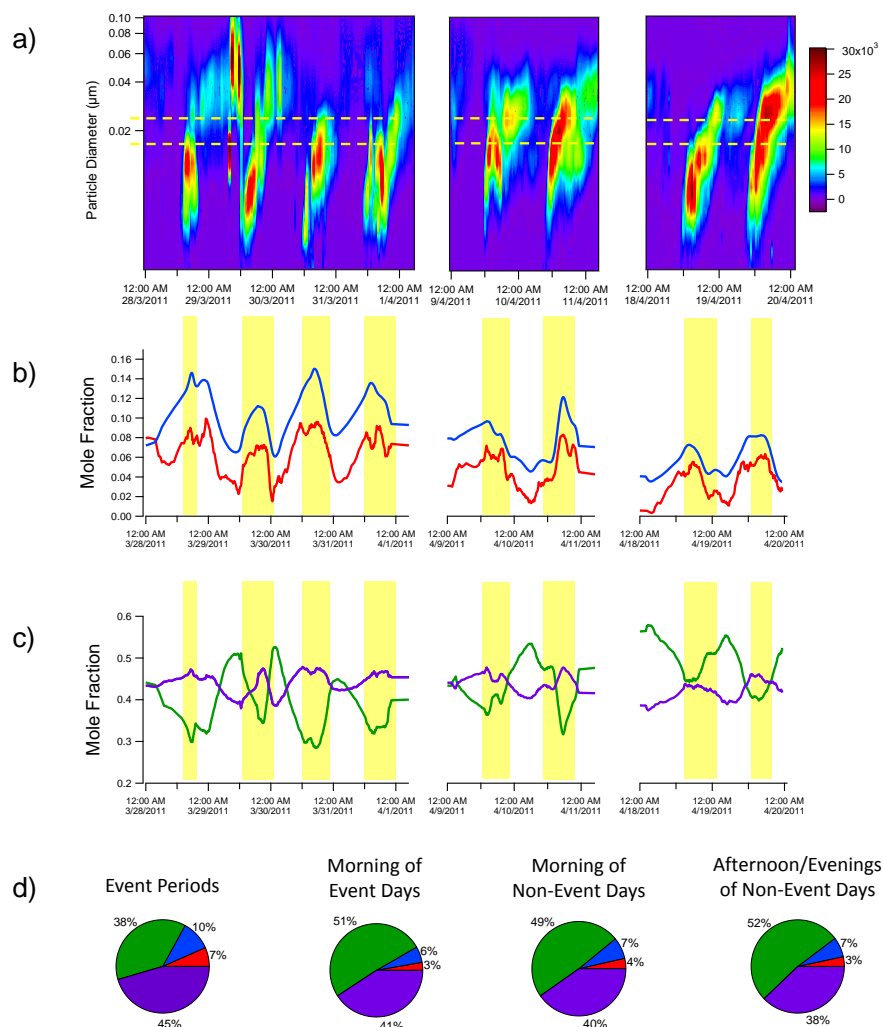 a)
Particle Diameter (µm)
0.10
0.08
0.06
0.04
0.02
30x10³
25
20
15
10
5
0
12:00 AM 12:00 AM 12:00 AM 12:00 AM 12:00 AM
28/3/2011 29/3/2011 30/3/2011 31/3/2011 1/4/2011
12:00 AM 12:00 AM 12:00 AM
9/4/2011 10/4/2011 11/4/2011
12:00 AM 12:00 AM 12:00 AM
18/4/2011 19/4/2011 20/4/2011
b)
Mole Fraction
0.16
0.14
0.12
0.10
0.08
0.06
0.04
0.02
0.00
12:00 AM 12:00 AM 12:00 AM 12:00 AM 12:00 AM
3/28/2011 3/29/2011 3/30/2011 3/31/2011 4/1/2011
12:00 AM 12:00 AM 12:00 AM
4/9/2011 4/10/2011 4/11/2011
12:00 AM 12:00 AM 12:00 AM
4/18/2011 4/19/2011 4/20/2011
c)
Mole Fraction
0.6
0.5
0.4
0.3
0.2
12:00 AM 12:00 AM 12:00 AM 12:00 AM 12:00 AM
3/28/2011 3/29/2011 3/30/2011 3/31/2011 4/1/2011
12:00 AM 12:00 AM 12:00 AM
4/9/2011 4/10/2011 4/11/2011
12:00 AM 12:00 AM 12:00 AM
4/18/2011 4/19/2011 4/20/2011
d)
Event Periods
38%
10%
7%
45%
Morning of
Event Days
51%
6%
3%
41%
Morning of
Non-Event Days
49%
7%
4%
40%
Afternoon/Evenings
of Non-Event Days
52%
7%
3%
38%